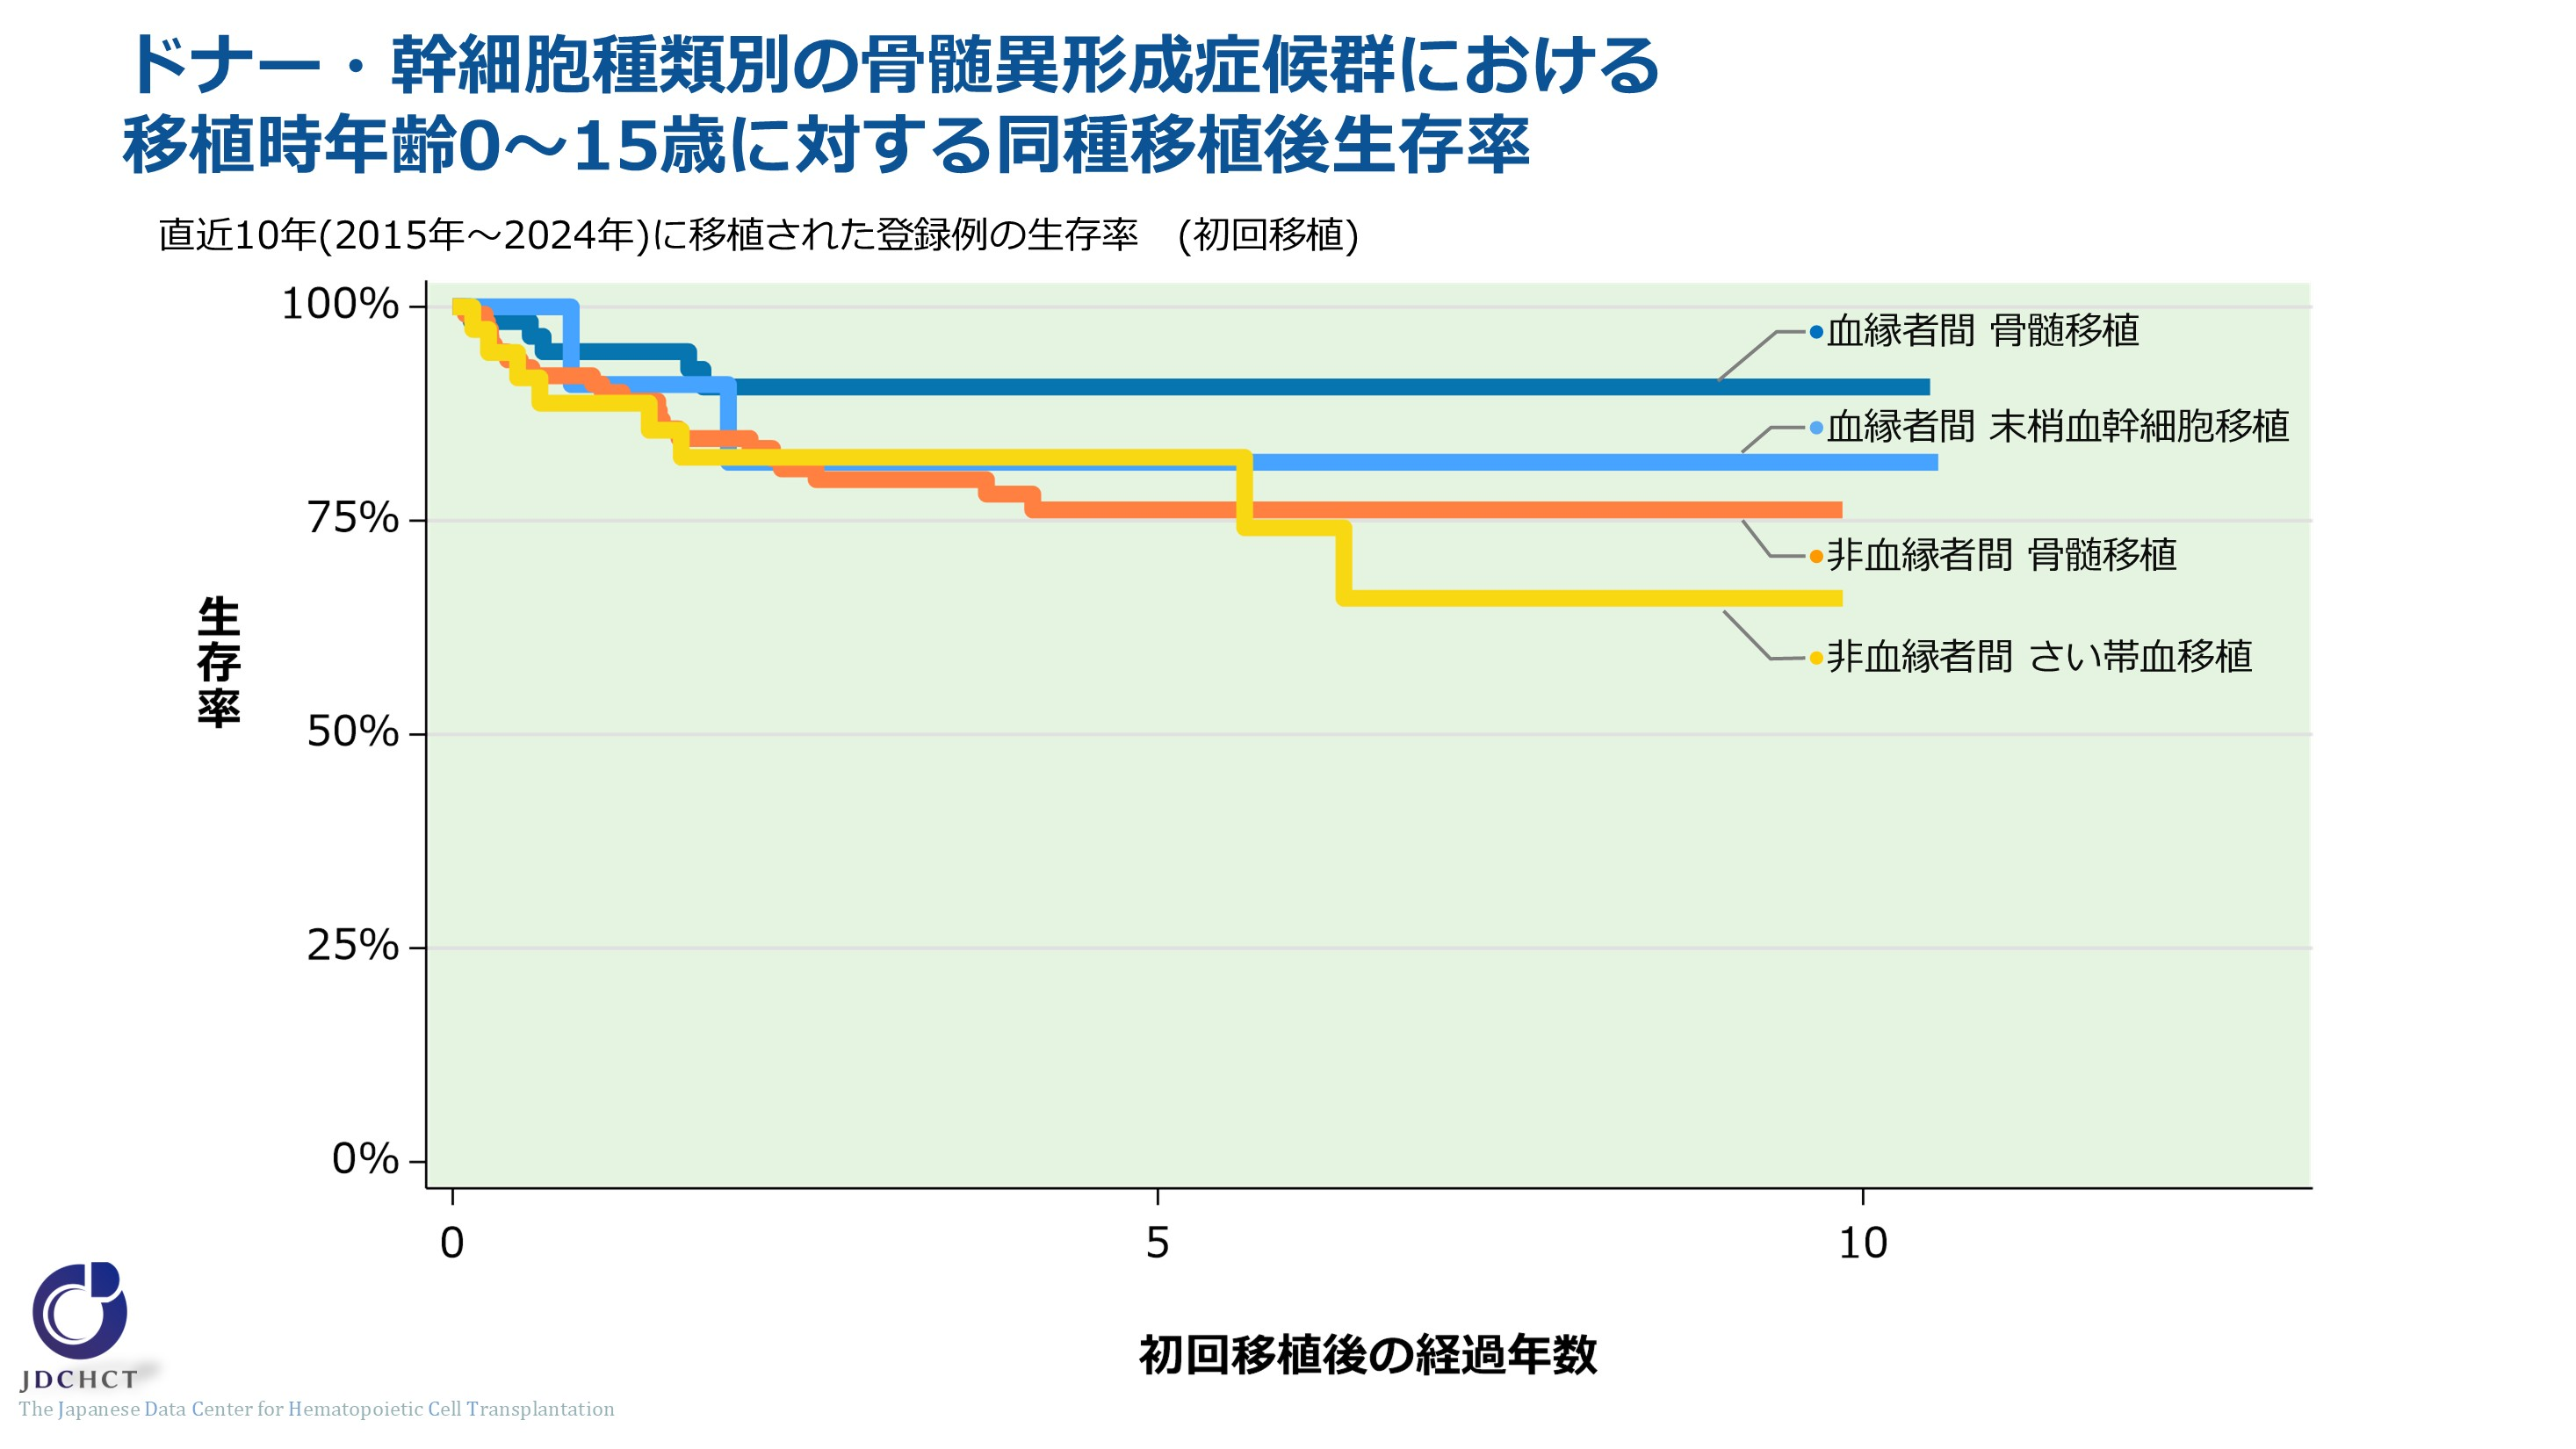 ドナー・幹細胞種類別の骨髄異形成症候群における
移植時年齢0～15歳に対する同種移植後生存率
直近10年(2015年～2024年)に移植された登録例の生存率　(初回移植)
100%
75%
50%
25%
0%
生存率
血縁者間 骨髄移植
血縁者間 末梢血幹細胞移植
非血縁者間 骨髄移植
非血縁者間 さい帯血移植
0
5
10
初回移植後の経過年数
JDCHCT
The Japanese Data Center for Hematopoietic Cell Transplantation